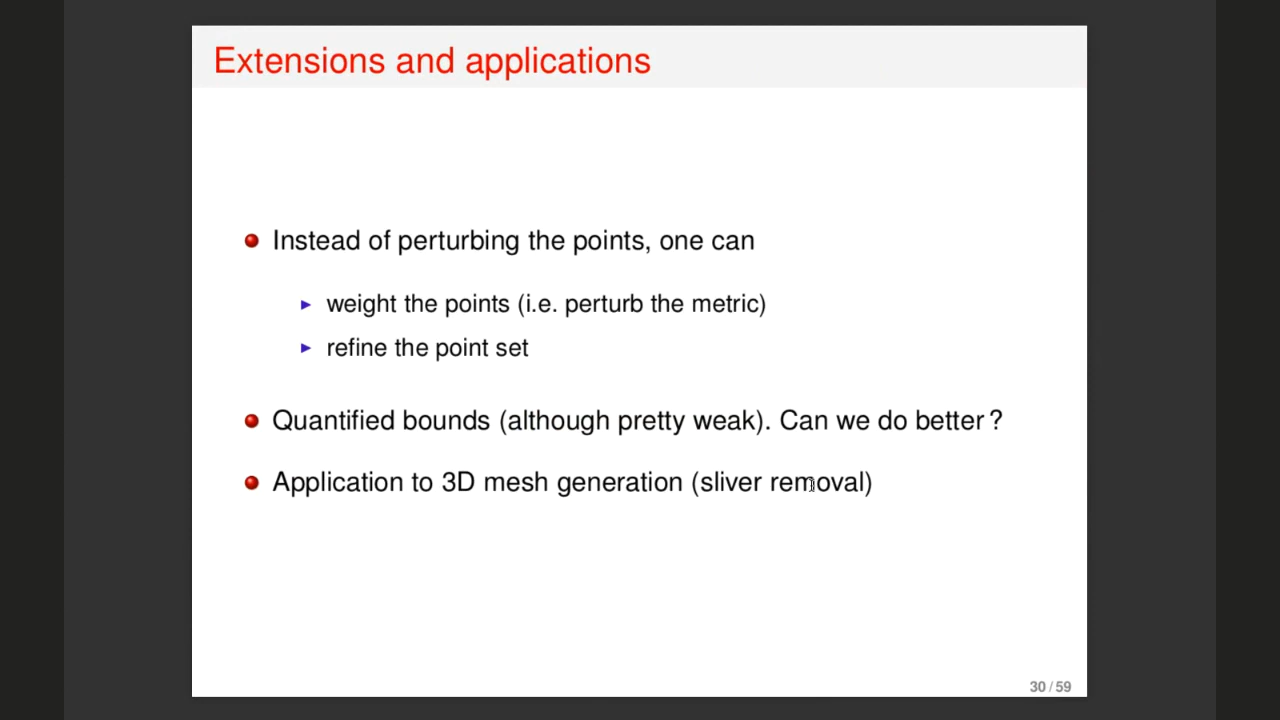 Extensions and applications
Instead of perturbing the points, one can
weight the points (i.e. perturb the metric)
refine the point set
Quantified bounds (although pretty weak). Can we do better ?
Application to 3D mesh generation (sliver removal)
30 / 59